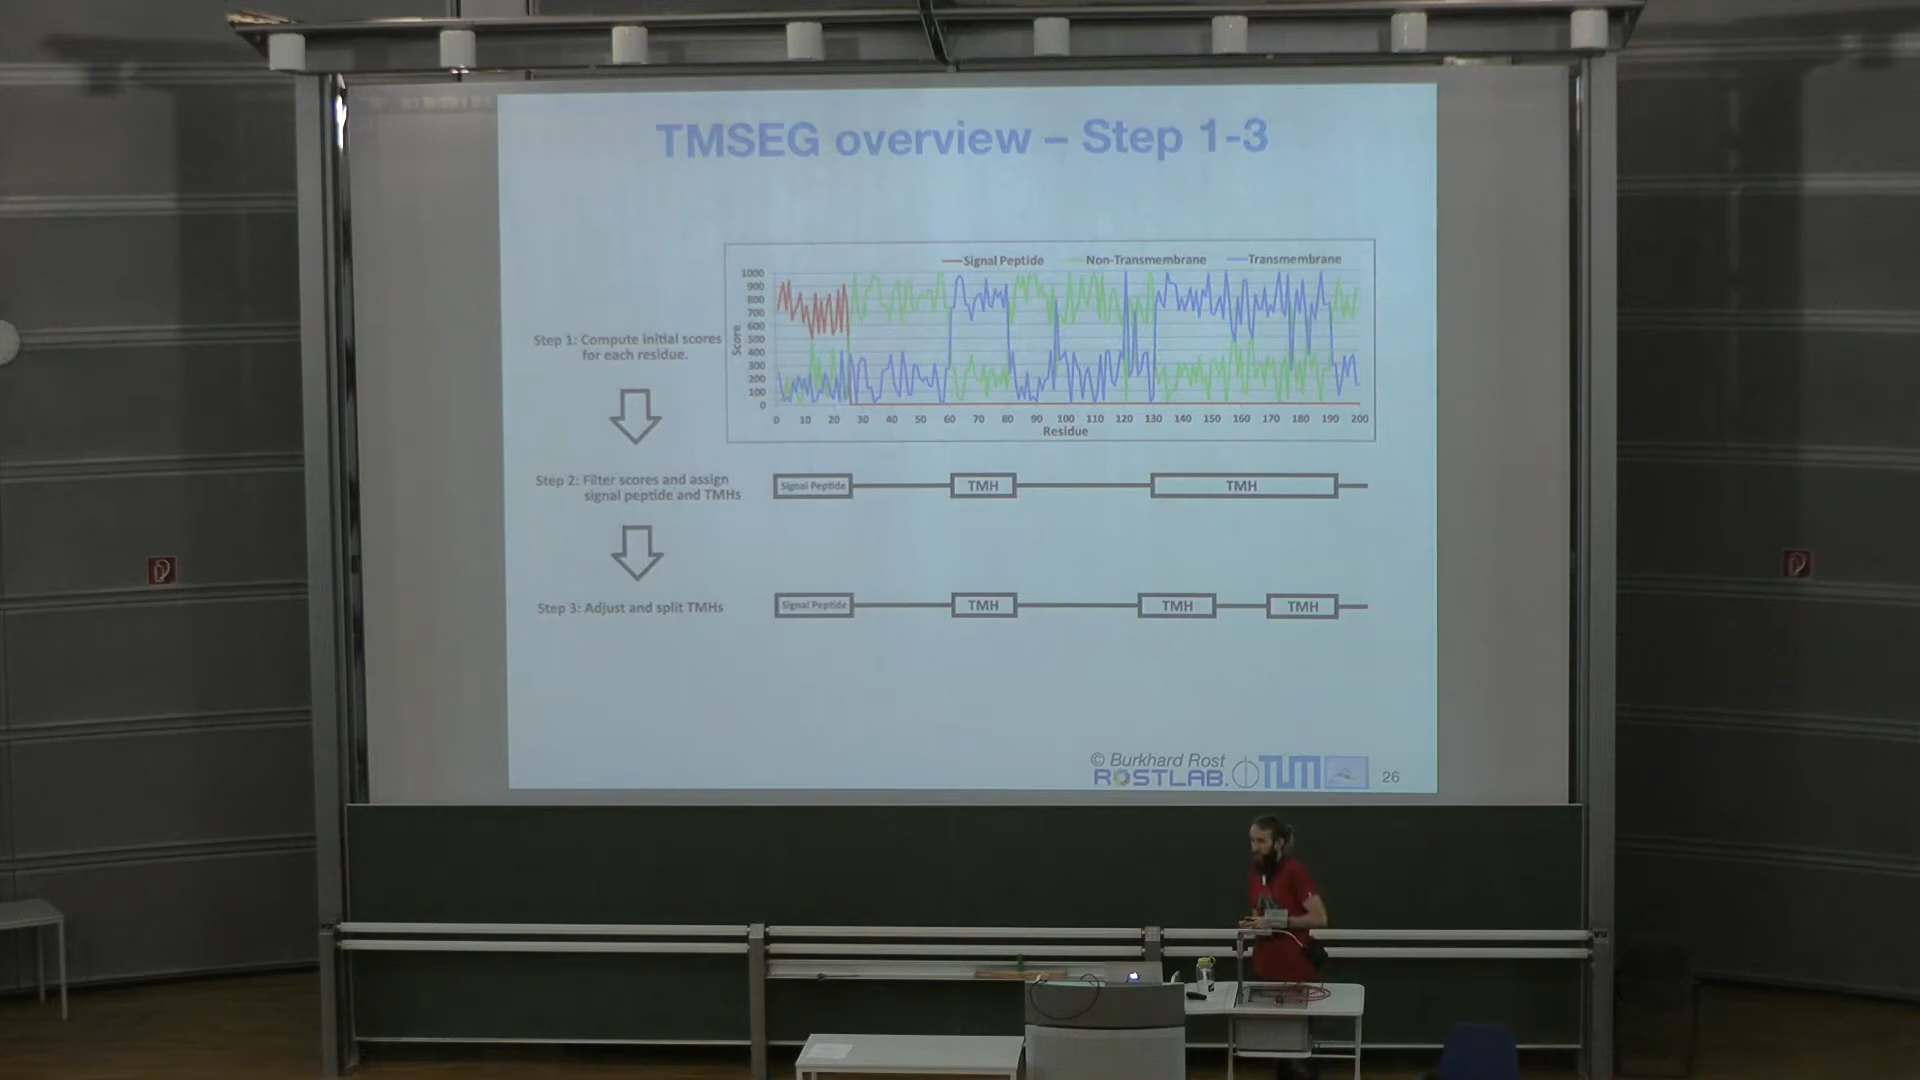 TMSEG overview – Step 1-3
Signal Peptide Non-Transmembrane Transmembrane
1000
900
800
700
600
500
400
300
200
100
0
Score
0 10 20 30 40 50 60 70 80 90 100 110 120 130 140 150 160 170 180 190 200
Residue
Step 1: Compute initial scores
for each residue.
Step 2: Filter scores and assign
signal peptide and TMHs
Signal Peptide TMH TMH
Step 3: Adjust and split TMHs
Signal Peptide TMH TMH TMH
© Burkhard Rost
ROSTLAB. TUM
26